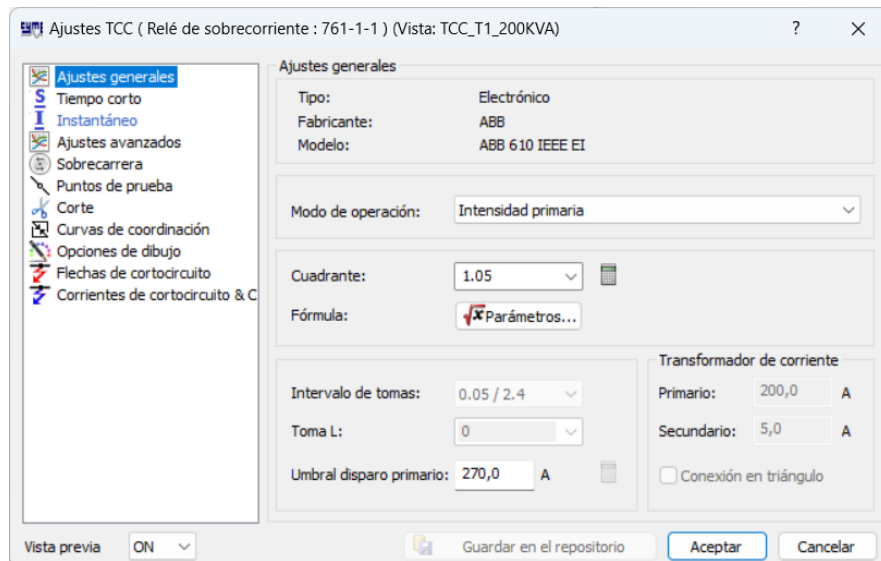 Ajustes TCC ( Relé de sobrecorriente : 761-1-1 ) (Vista: TCC_T1_200KVA)
?
Ajustes generales
Tiempo corto
Instantáneo
Ajustes avanzados
Sobrecarrera
Puntos de prueba
Corte
Curvas de coordinación
Opciones de dibujo
Flechas de cortocircuito
Corrientes de cortocircuito & C
Ajustes generales
Tipo: Electrónico
Fabricante: ABB
Modelo: ABB 610 IEEE EI
Modo de operación: Intensidad primaria
Cuadrante: 1.05
Fórmula: Parámetros...
Intervalo de tomas: 0.05 / 2.4
Toma L: 0
Umbral disparo primario: 270,0 A
Transformador de corriente
Primario: 200,0 A
Secundario: 5,0 A
Conexión en triángulo
Vista previa ON
Guardar en el repositorio
Aceptar
Cancelar